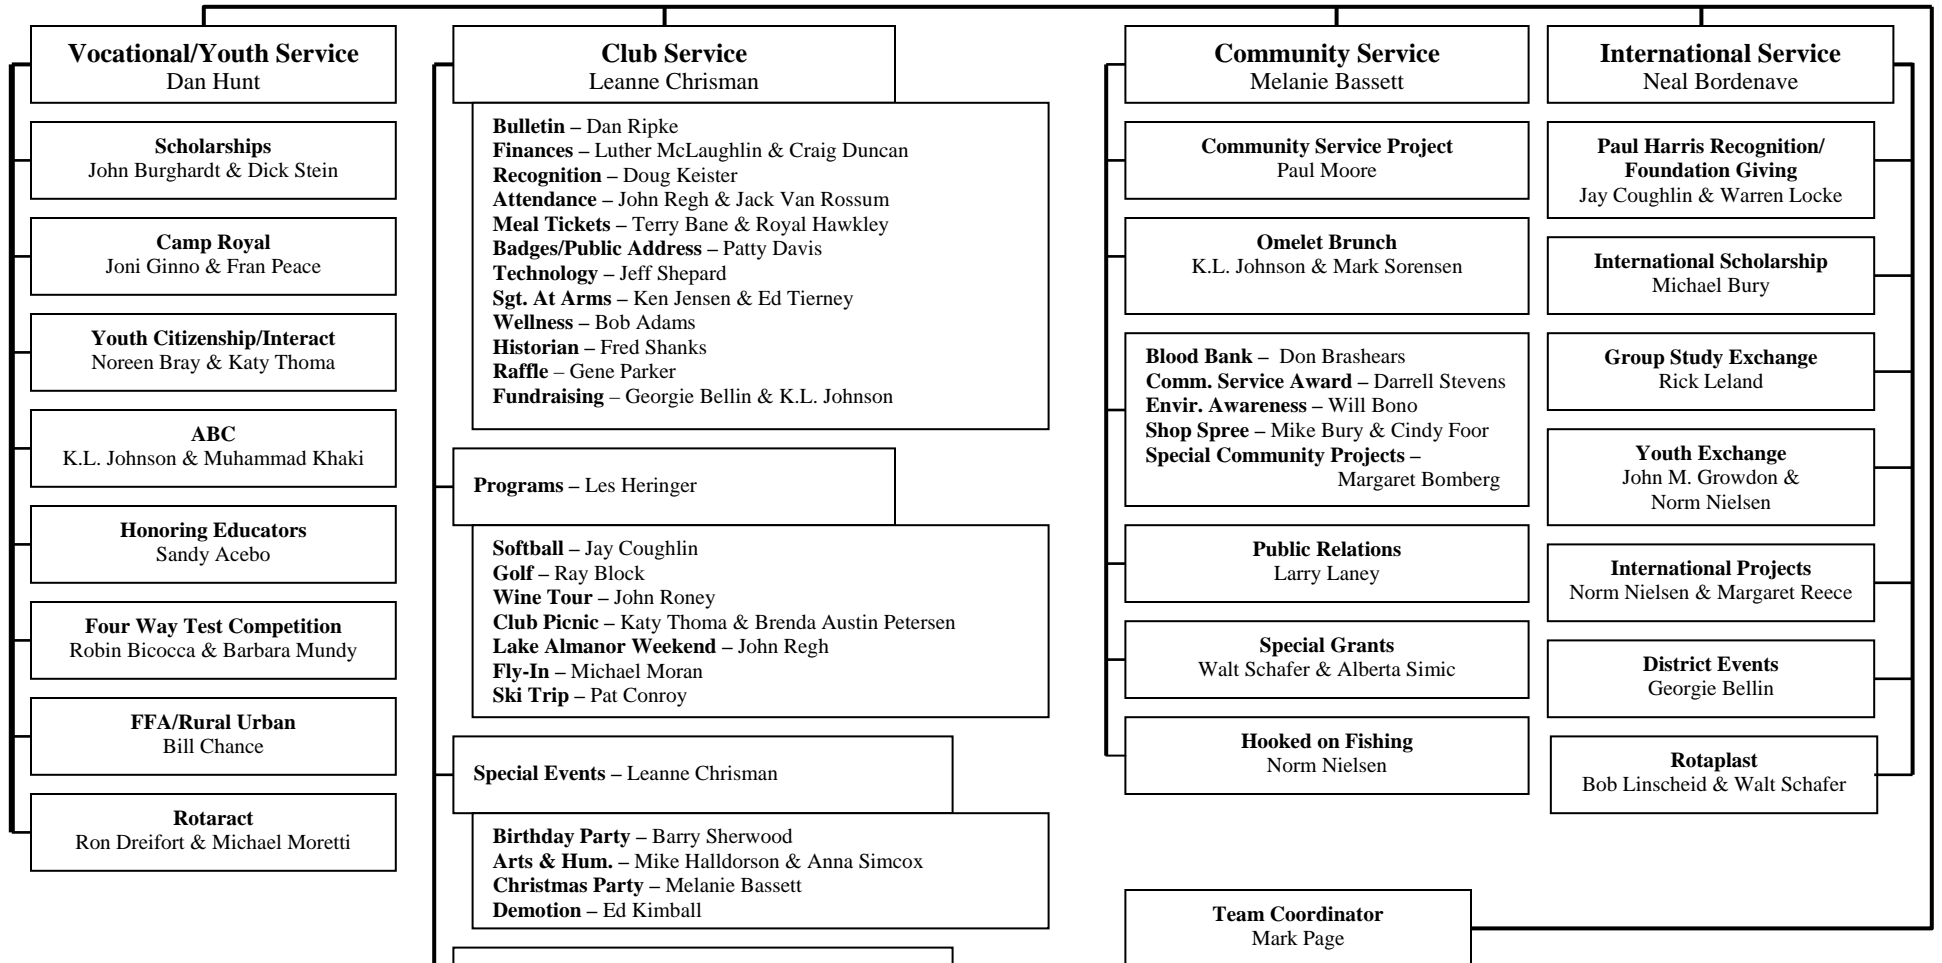 Vocational/Youth Service
Dan Hunt
Scholarships
John Burghardt & Dick Stein
Camp Royal
Joni Ginno & Fran Peace
Youth Citizenship/Interact
Noreen Bray & Katy Thoma
ABC
K.L. Johnson & Muhammad Khaki
Honoring Educators
Sandy Acebo
Four Way Test Competition
Robin Bicocca & Barbara Mundy
FFA/Rural Urban
Bill Chance
Rotaract
Ron Dreifort & Michael Moretti
Club Service
Leanne Chrisman
Bulletin – Dan Ripke
Finances – Luther McLaughlin & Craig Duncan
Recognition – Doug Keister
Attendance – John Regh & Jack Van Rossum
Meal Tickets – Terry Bane & Royal Hawkley
Badges/Public Address – Patty Davis
Technology – Jeff Shepard
Sgt. At Arms – Ken Jensen & Ed Tierney
Wellness – Bob Adams
Historian – Fred Shanks
Raffle – Gene Parker
Fundraising – Georgie Bellin & K.L. Johnson
Programs – Les Heringer
Softball – Jay Coughlin
Golf – Ray Block
Wine Tour – John Roney
Club Picnic – Katy Thoma & Brenda Austin Petersen
Lake Almanor Weekend – John Regh
Fly-In – Michael Moran
Ski Trip – Pat Conroy
Special Events – Leanne Chrisman
Birthday Party – Barry Sherwood
Arts & Hum. – Mike Halldorson & Anna Simcox
Christmas Party – Melanie Bassett
Demotion – Ed Kimball
Community Service
Melanie Bassett
Community Service Project
Paul Moore
Omelet Brunch
K.L. Johnson & Mark Sorensen
Blood Bank – Don Brashears
Comm. Service Award – Darrell Stevens
Envir. Awareness – Will Bono
Shop Spree – Mike Bury & Cindy Foor
Special Community Projects –
Margaret Bomberg
Public Relations
Larry Laney
Special Grants
Walt Schafer & Alberta Simic
Hooked on Fishing
Norm Nielsen
International Service
Neal Bordenave
Paul Harris Recognition/
Foundation Giving
Jay Coughlin & Warren Locke
International Scholarship
Michael Bury
Group Study Exchange
Rick Leland
Youth Exchange
John M. Growdon &
Norm Nielsen
International Projects
Norm Nielsen & Margaret Reece
District Events
Georgie Bellin
Rotaplast
Bob Linscheid & Walt Schafer
Team Coordinator
Mark Page